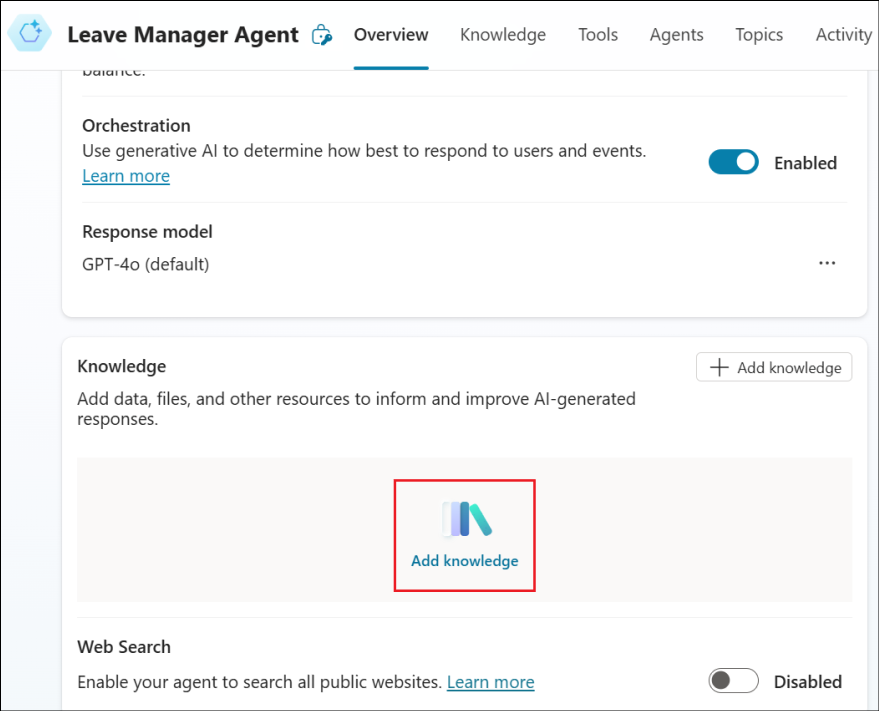 Leave Manager Agent Overview Knowledge Tools Agents Topics Activity
balance.
Orchestration
Use generative AI to determine how best to respond to users and events.
Learn more
Enabled
Response model
GPT-4o (default)
...
Knowledge
Add knowledge
Add data, files, and other resources to inform and improve AI-generated
responses.
Add knowledge
Web Search
Enable your agent to search all public websites. Learn more
Disabled